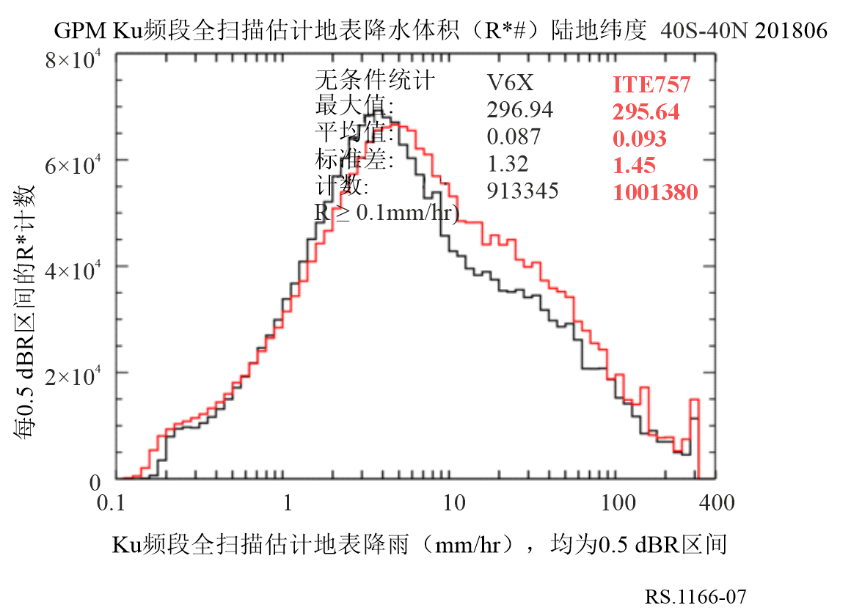 GPM Ku频段全扫描估计地表降水体积（R*#）陆地纬度 40S-40N 201806
8×10⁴
6×10⁴
4×10⁴
2×10⁴
0
每0.5 dBR区间的R*计数
无条件统计 V6X ITE757
最大值: 296.94 295.64
平均值: 0.087 0.093
标准差: 1.32 1.45
计数: 913345 1001380
R ≥ 0.1mm/hr)
0.1 1 10 100 400
Ku频段全扫描估计地表降雨（mm/hr），均为0.5 dBR区间
RS.1166-07